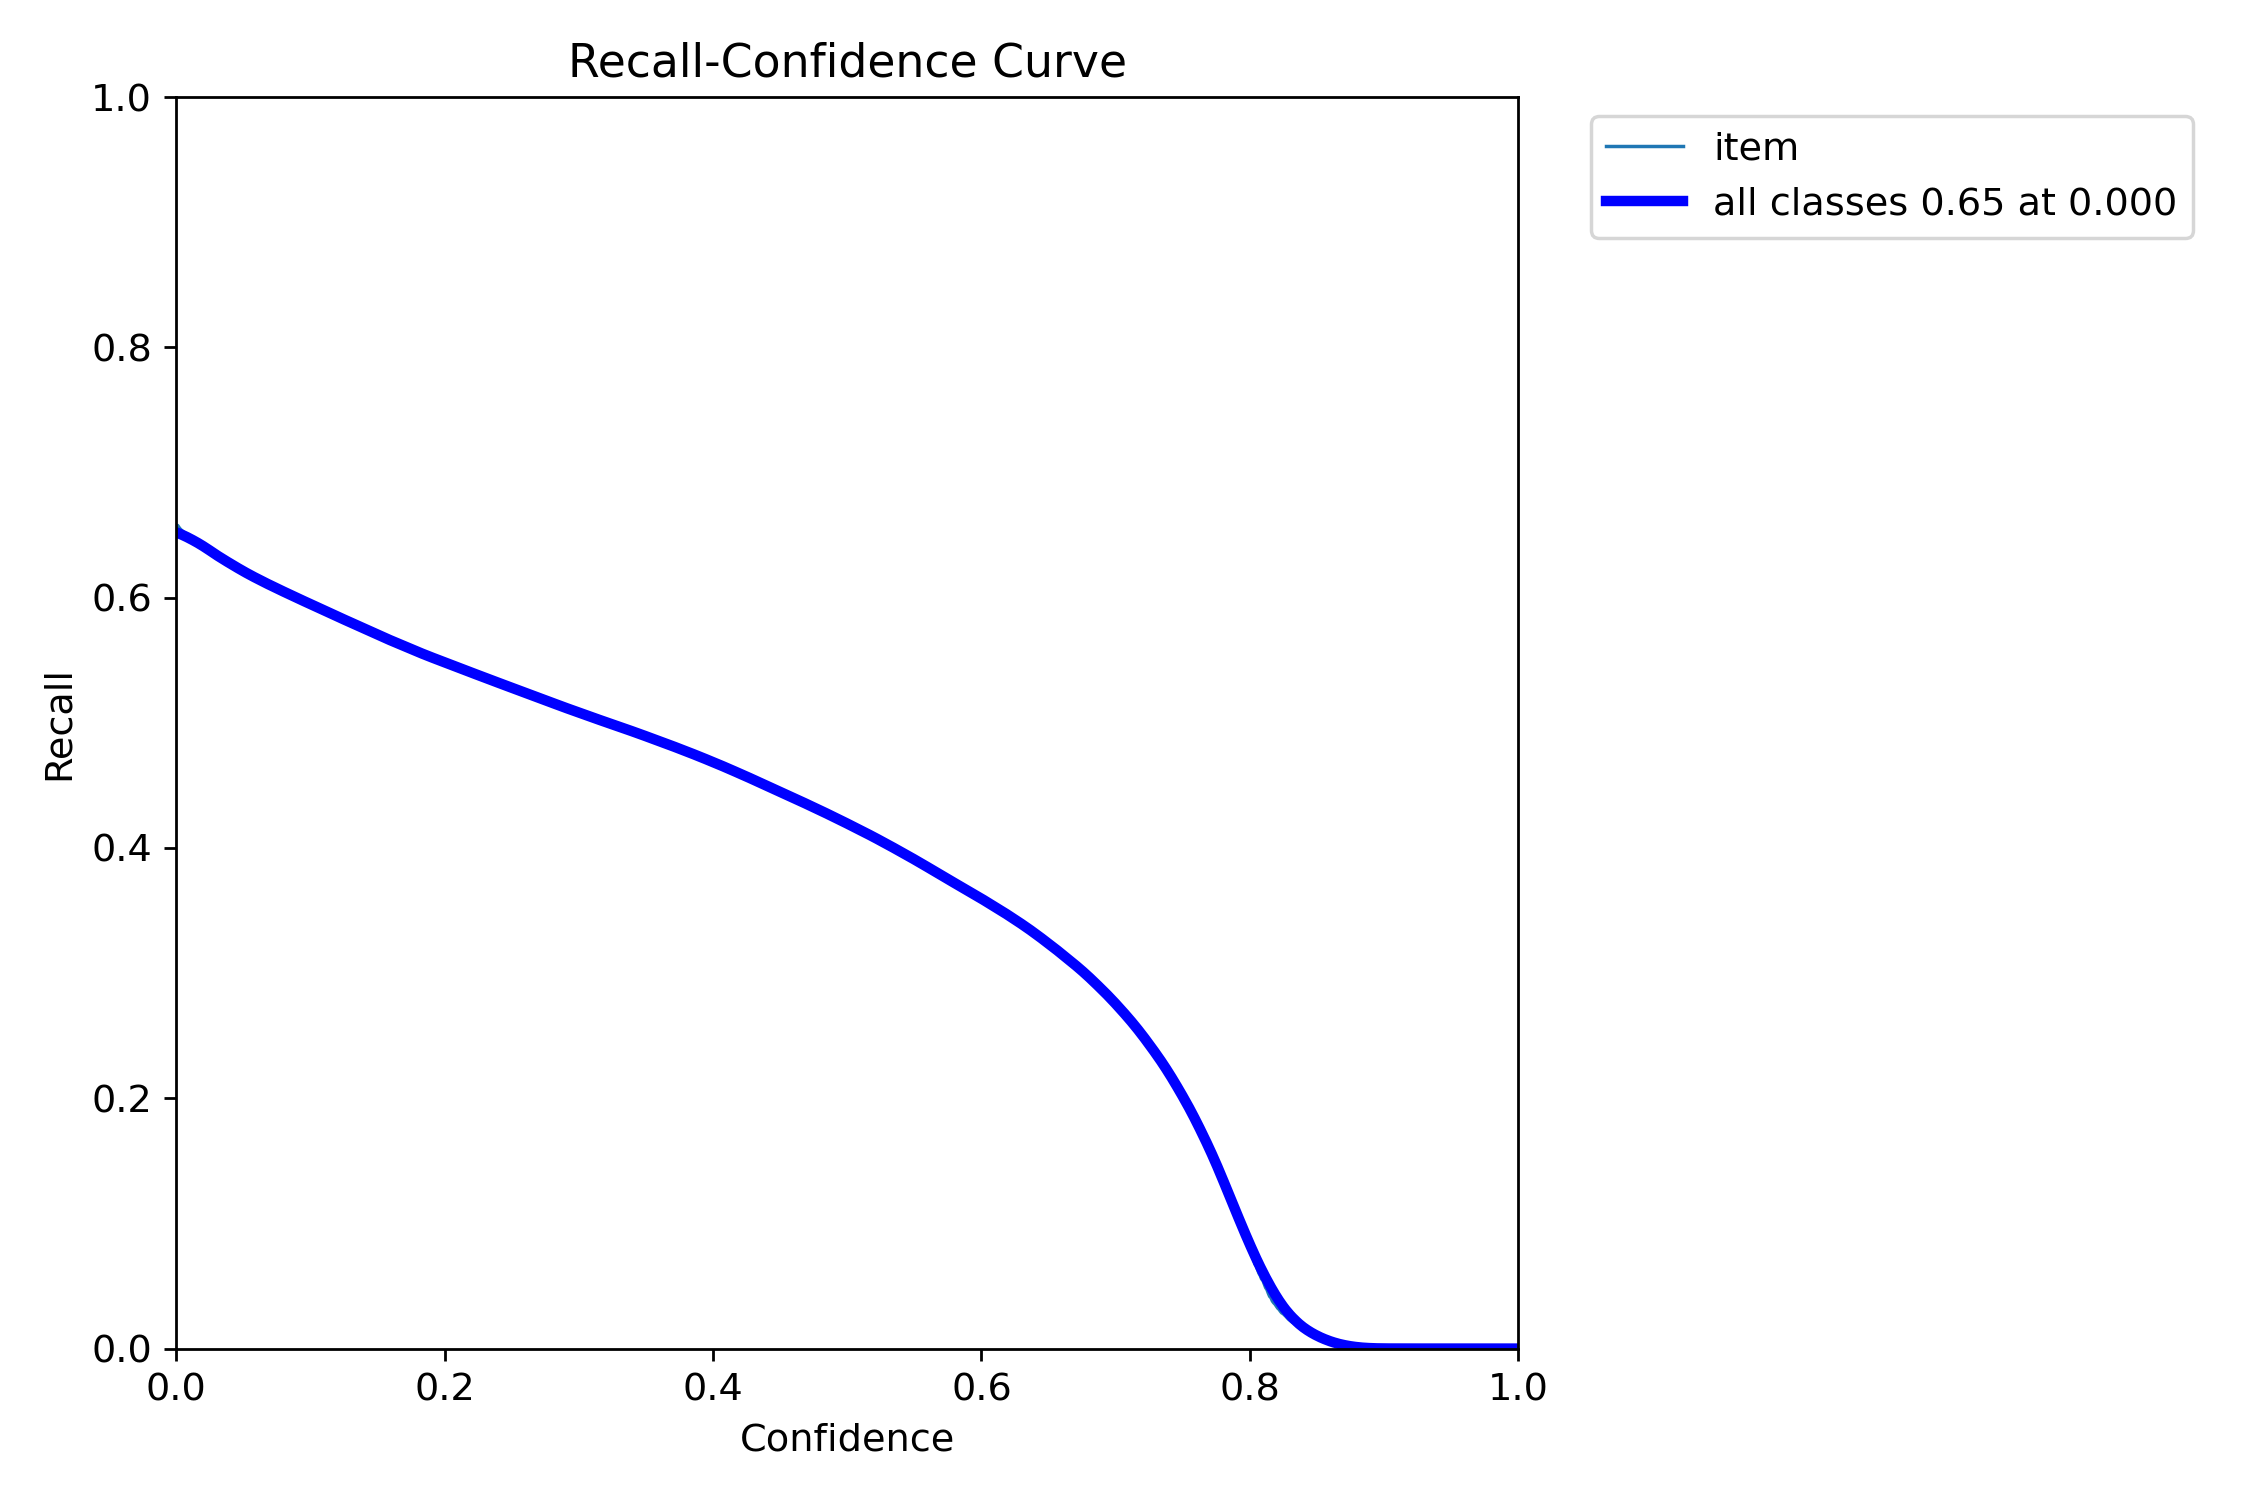 Recall-Confidence Curve
1.0
0.8
0.6
0.4
0.2
0.0
Recall
0.0 0.2 0.4 0.6 0.8 1.0
Confidence
item
all classes 0.65 at 0.000